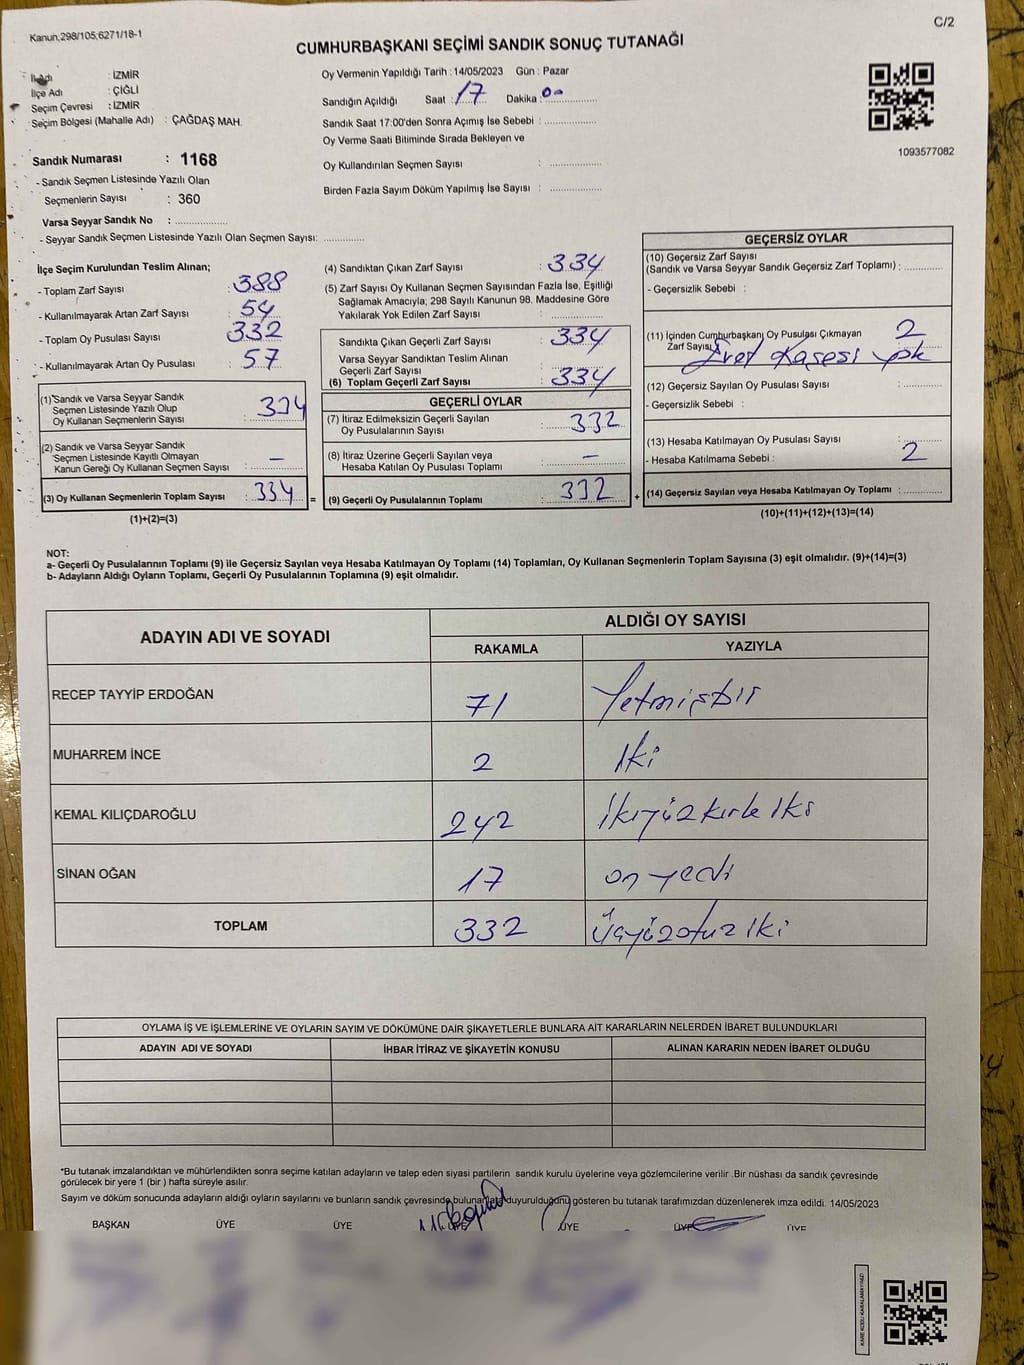 Kanun;298/105;6271/18-1
C/2
CUMHURBAŞKANI SEÇİMİ SANDIK SONUÇ TUTANAĞI
İl Adı : İZMİR
İlçe Adı : ÇİĞLİ
Seçim Çevresi : İZMİR
Seçim Bölgesi (Mahalle Adı) : ÇAĞDAŞ MAH.
Sandık Numarası : 1168
- Sandık Seçmen Listesinde Yazılı Olan
Seçmenlerin Sayısı : 360
Varsa Seyyar Sandık No :
- Seyyar Sandık Seçmen Listesinde Yazılı Olan Seçmen Sayısı:
Oy Vermenin Yapıldığı Tarih : 14/05/2023 Gün : Pazar
Sandığın Açıldığı Saat : 17 Dakika : 00
Sandık Saat 17:00'den Sonra Açımış İse Sebebi :
Oy Verme Saati Bitiminde Sırada Bekleyen ve
Oy Kullandırılan Seçmen Sayısı :
Birden Fazla Sayım Döküm Yapılmış İse Sayısı :
1093577082
İlçe Seçim Kurulundan Teslim Alınan;
- Toplam Zarf Sayısı : 388
- Kullanılmayarak Artan Zarf Sayısı : 54
- Toplam Oy Pusulası Sayısı : 332
- Kullanılmayarak Artan Oy Pusulası : 57
(1) Sandık ve Varsa Seyyar Sandık
Seçmen Listesinde Yazılı Olup
Oy Kullanan Seçmenlerin Sayısı : 334
(2) Sandık ve Varsa Seyyar Sandık
Seçmen Listesinde Kayıtlı Olmayan
Kanun Gereği Oy Kullanan Seçmen Sayısı : –
(3) Oy Kullanan Seçmenlerin Toplam Sayısı : 334 =
(1)+(2)=(3)
(4) Sandıktan Çıkan Zarf Sayısı : 334
(5) Zarf Sayısı Oy Kullanan Seçmen Sayısından Fazla İse, Eşitliği
Sağlamak Amacıyla; 298 Sayılı Kanunun 98. Maddesine Göre
Yakılarak Yok Edilen Zarf Sayısı :
Sandıkta Çıkan Geçerli Zarf Sayısı : 334
Varsa Seyyar Sandıktan Teslim Alınan
Geçerli Zarf Sayısı :
(6) Toplam Geçerli Zarf Sayısı : 334
GEÇERLİ OYLAR
(7) İtiraz Edilmeksizin Geçerli Sayılan
Oy Pusulalarının Sayısı : 332
(8) İtiraz Üzerine Geçerli Sayılan veya
Hesaba Katılan Oy Pusulası Toplamı : –
(9) Geçerli Oy Pusulalarının Toplamı : 332 +
GEÇERSİZ OYLAR
(10) Geçersiz Zarf Sayısı
(Sandık ve Varsa Seyyar Sandık Geçersiz Zarf Toplamı) :
- Geçersizlik Sebebi :
(11) İçinden Cumhurbaşkanı Oy Pusulası Çıkmayan
Zarf Sayısı : 2
Kaşesi yok
(12) Geçersiz Sayılan Oy Pusulası Sayısı :
- Geçersizlik Sebebi :
(13) Hesaba Katılmayan Oy Pusulası Sayısı :
- Hesaba Katılmama Sebebi : 2
(14) Geçersiz Sayılan veya Hesaba Katılmayan Oy Toplamı :
(10)+(11)+(12)+(13)=(14)
NOT:
a- Geçerli Oy Pusulalarının Toplamı (9) ile Geçersiz Sayılan veya Hesaba Katılmayan Oy Toplamı (14) Toplamları, Oy Kullanan Seçmenlerin Toplam Sayısına (3) eşit olmalıdır. (9)+(14)=(3)
b- Adayların Aldığı Oyların Toplamı, Geçerli Oy Pusulalarının Toplamına (9) eşit olmalıdır.
ADAYIN ADI VE SOYADI
ALDIĞI OY SAYISI
RAKAMLA YAZIYLA
RECEP TAYYİP ERDOĞAN 71 Yetmişbir
MUHARREM İNCE 2 İki
KEMAL KILIÇDAROĞLU 242 İkiyüzkırk iki
SİNAN OĞAN 17 on yedi
TOPLAM 332 Üçyüzotuz iki
OYLAMA İŞ VE İŞLEMLERİNE VE OYLARIN SAYIM VE DÖKÜMÜNE DAİR ŞİKAYETLERLE BUNLARA AİT KARARLARIN NELERDEN İBARET BULUNDUKLARI
ADAYIN ADI VE SOYADI İHBAR İTİRAZ VE ŞİKAYETİN KONUSU ALINAN KARARIN NEDEN İBARET OLDUĞU
*Bu tutanak imzalandıktan ve mühürlendikten sonra seçime katılan adayların ve talep eden siyasi partilerin sandık kurulu üyelerine veya gözlemcilerine verilir .Bir nüshası da sandık çevresinde
görülecek bir yere 1 (bir ) hafta süreyle asılır.
Sayım ve döküm sonucunda adayların aldığı oyların sayılarını ve bunların sandık çevresinde bulunanlara duyurulduğunu gösteren bu tutanak tarafımızdan düzenlenerek imza edildi. 14/05/2023
BAŞKAN ÜYE ÜYE ÜYE ÜYE ÜYE ÜYE
KARE KODU KARALAMAYINIZ!